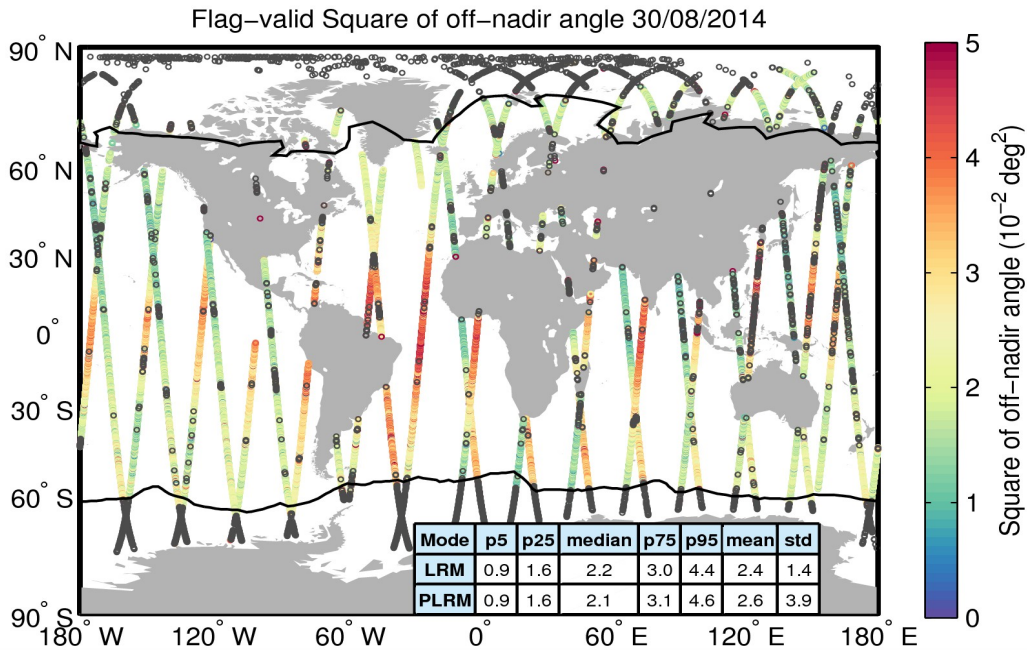 Flag−valid Square of off−nadir angle 30/08/2014
90° N
60° N
30° N
0°
30° S
60° S
90° S
180° W
120° W
60° W
0°
60° E
120° E
180° E
Mode p5 p25 median p75 p95 mean std
LRM 0.9 1.6 2.2 3.0 4.4 2.4 1.4
PLRM 0.9 1.6 2.1 3.1 4.6 2.6 3.9
5
4
3
2
1
0
Square of off−nadir angle (10⁻² deg²)